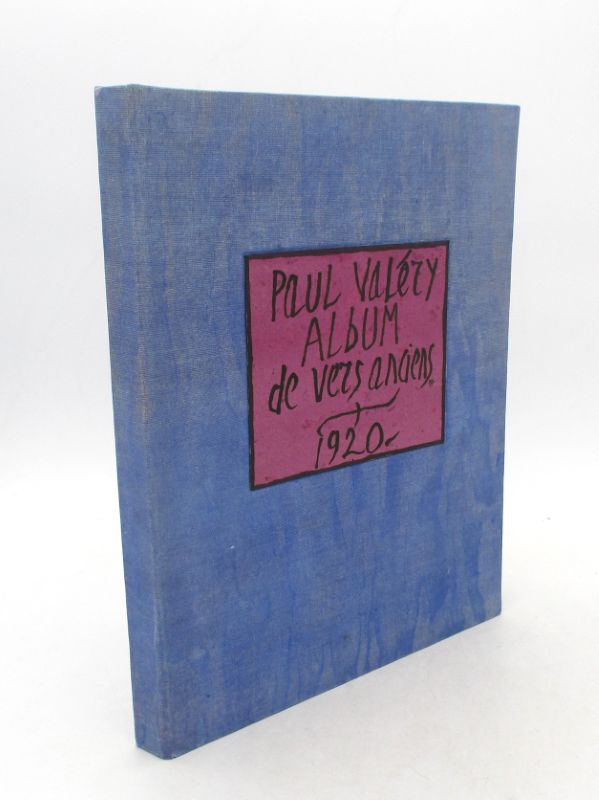 PAUL VALéRY
ALBUM
de vers anciens.
1920-